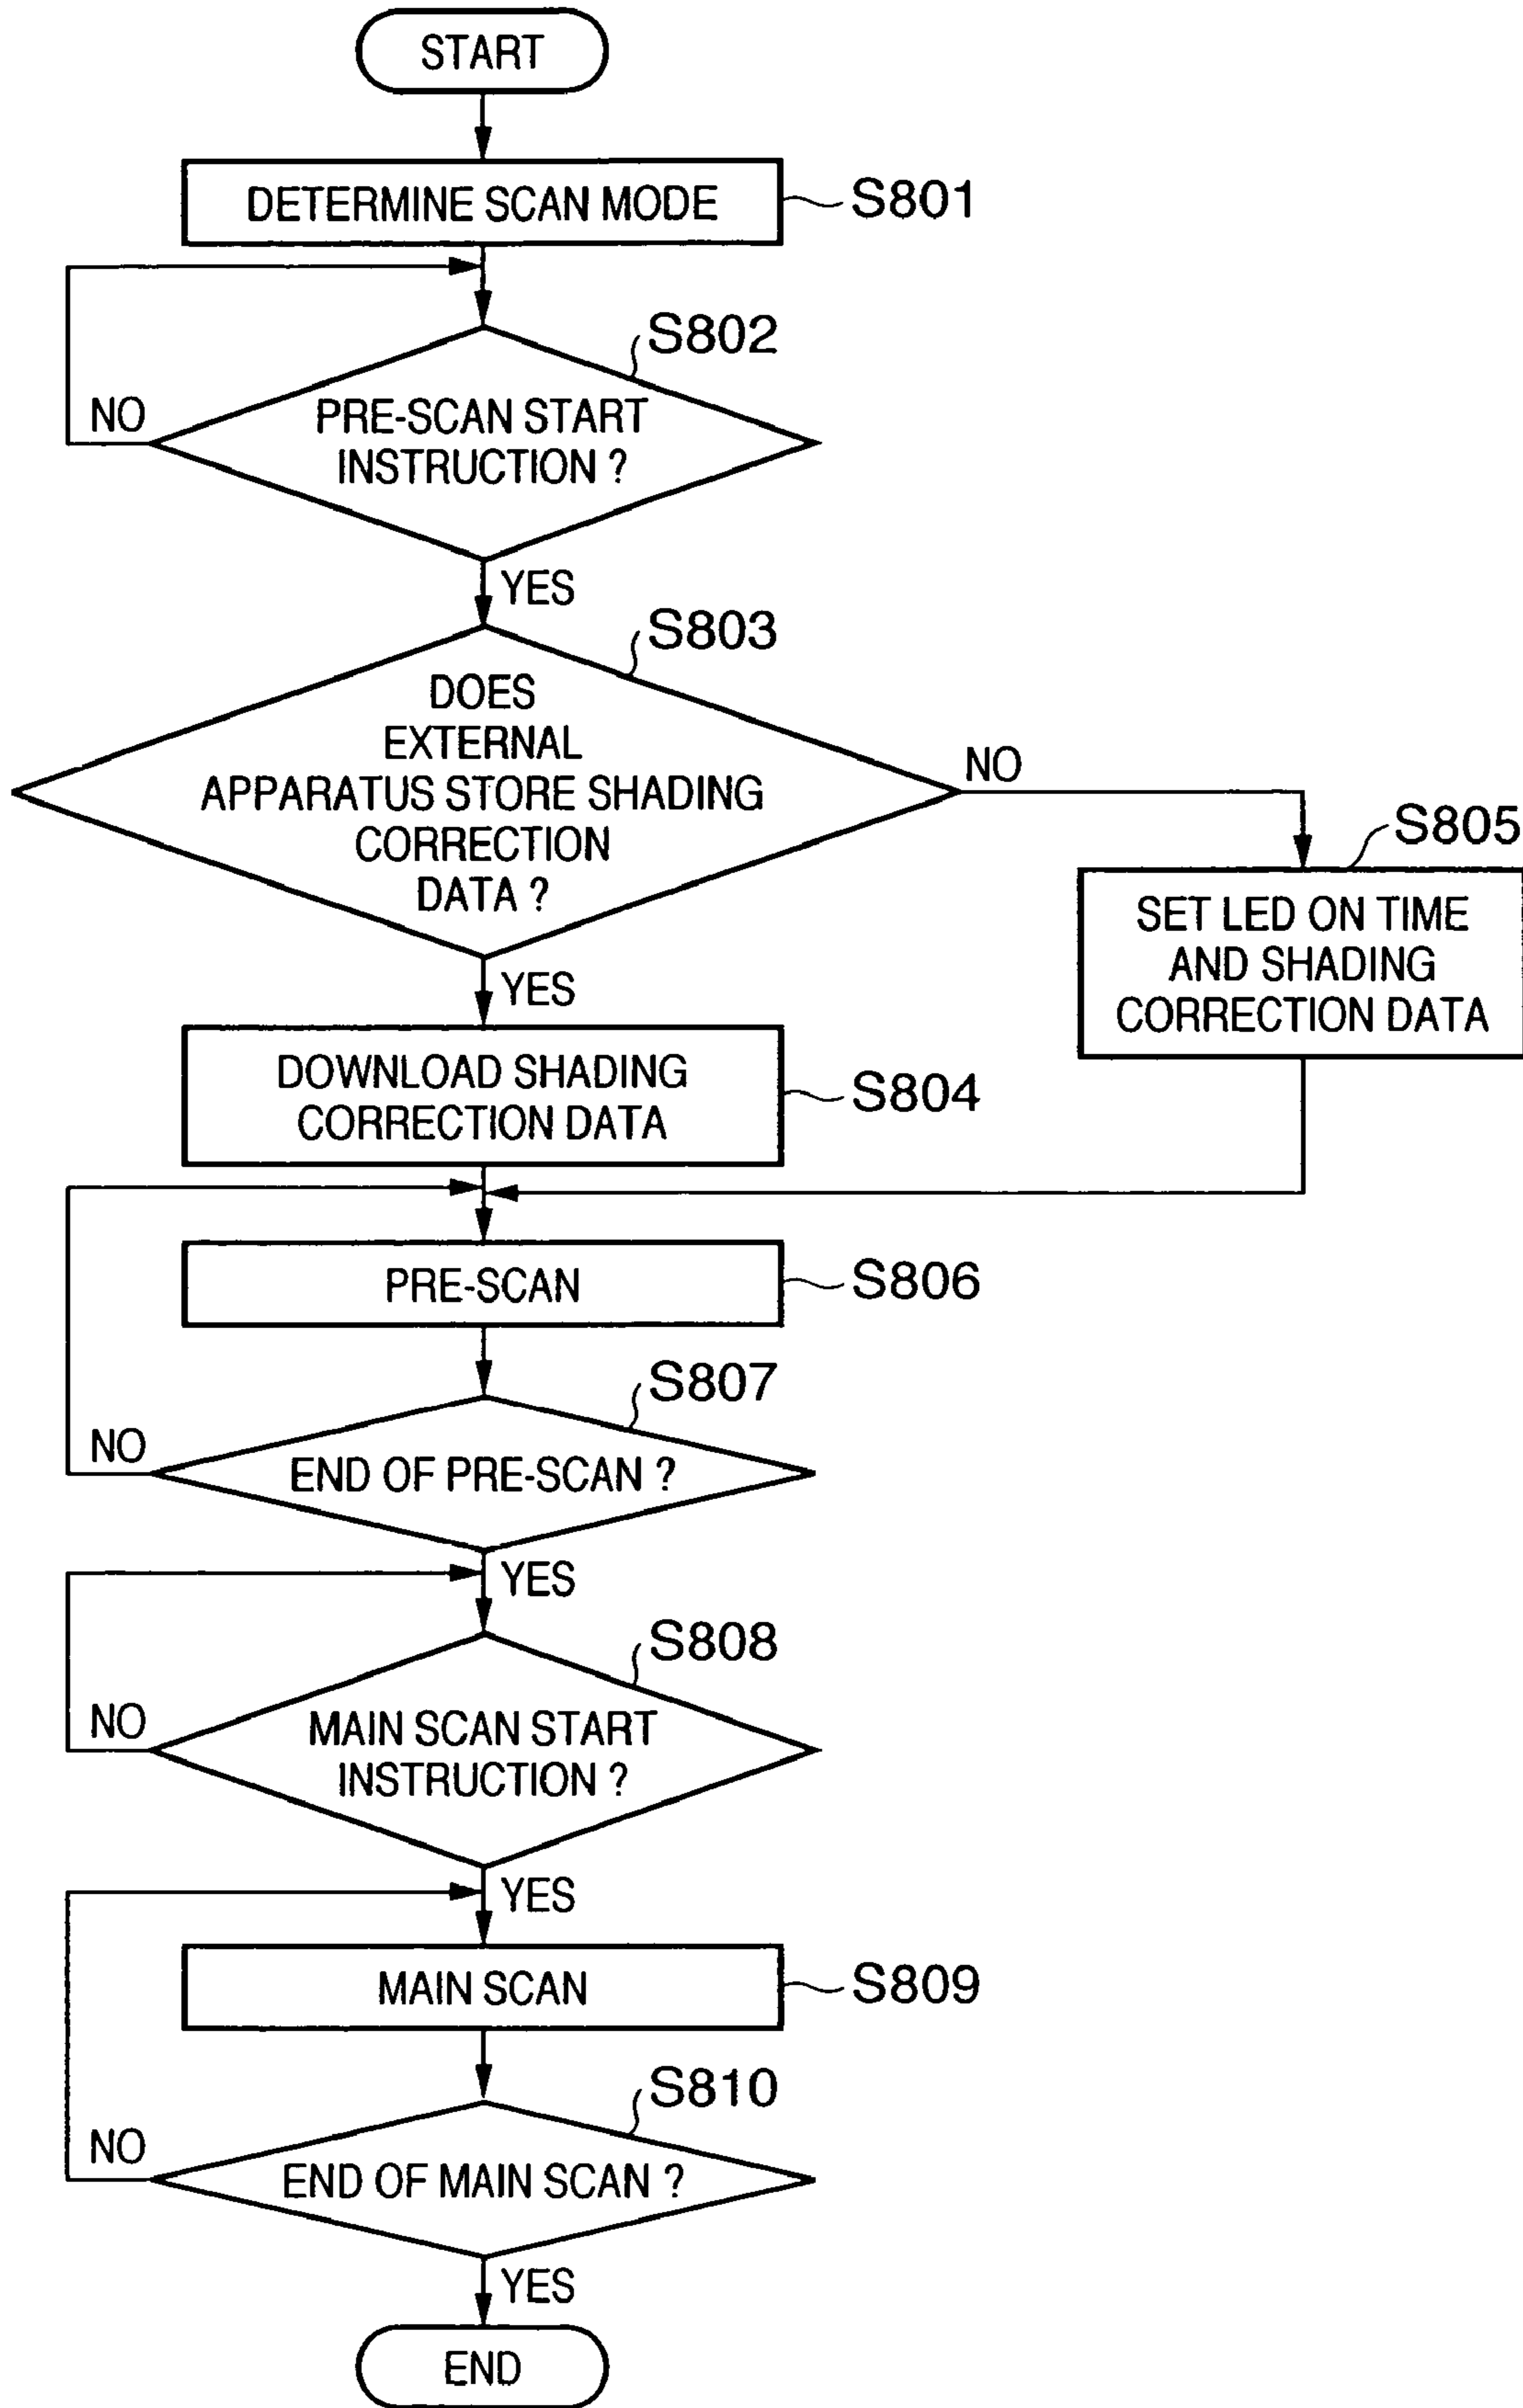 START
DETERMINE SCAN MODE
S801
S802
NO
PRE-SCAN START
INSTRUCTION ?
YES
S803
DOES
EXTERNAL
APPARATUS STORE SHADING
CORRECTION
DATA ?
NO
S805
SET LED ON TIME
AND SHADING
CORRECTION DATA
YES
DOWNLOAD SHADING
CORRECTION DATA
S804
PRE-SCAN
S806
S807
NO
END OF PRE-SCAN ?
YES
S808
NO
MAIN SCAN START
INSTRUCTION ?
YES
MAIN SCAN
S809
S810
NO
END OF MAIN SCAN ?
YES
END